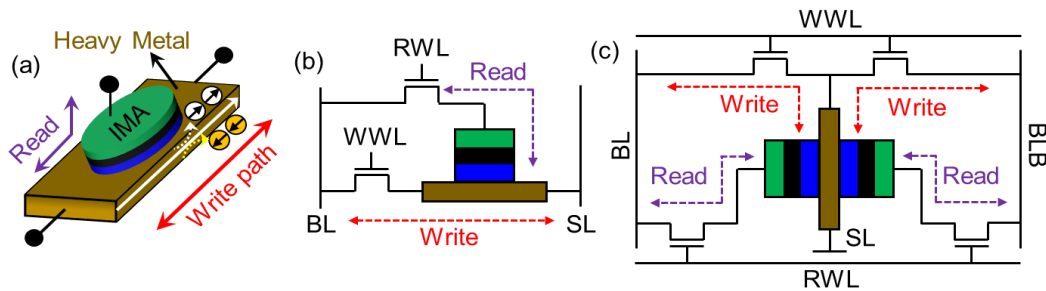 (a)
Heavy Metal
IMA
Read
Write path
(b)
RWL
Read
WWL
BL
Write
SL
(c)
WWL
Write
Write
BL
BLB
Read
Read
SL
RWL